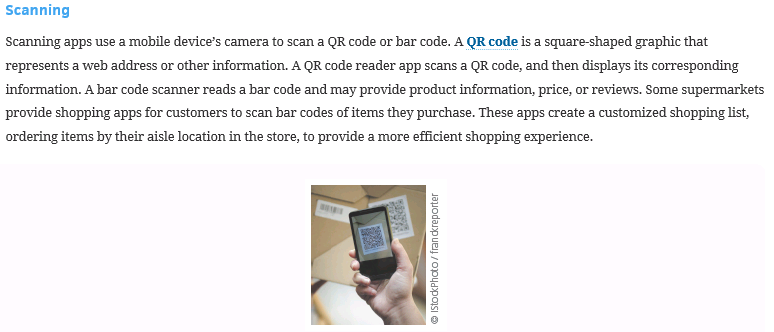 Scanning
Scanning apps use a mobile device's camera to scan a QR code or bar code. A QR code is a square-shaped graphic that
represents a web address or other information. A QR code reader app scans a QR code, and then displays its corresponding
information. A bar code scanner reads a bar code and may provide product information, price, or reviews. Some supermarkets
provide shopping apps for customers to scan bar codes of items they purchase. These apps create a customized shopping list,
ordering items by their aisle location in the store, to provide a more efficient shopping experience.
© iStockPhoto / franckreporter